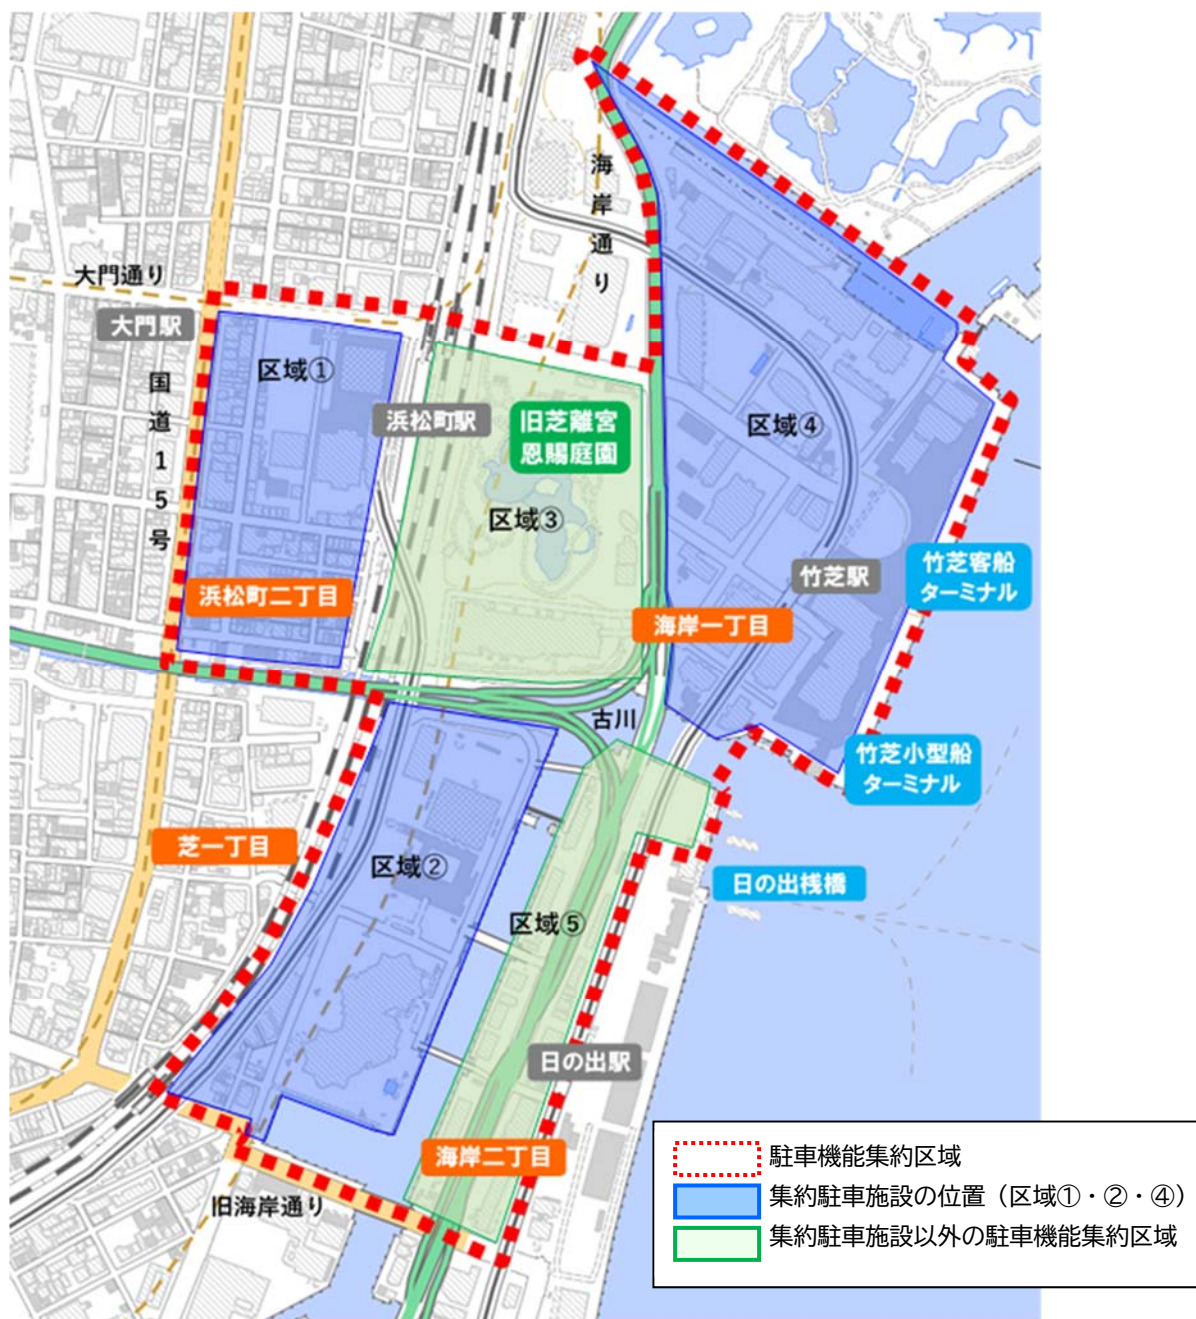 海岸通り
大門通り
大門駅
区域①
国道15号
浜松町駅
旧芝離宮
恩賜庭園
区域④
区域③
竹芝駅
竹芝客船
ターミナル
浜松町二丁目
海岸一丁目
古川
竹芝小型船
ターミナル
芝一丁目
区域②
日の出桟橋
区域⑤
日の出駅
海岸二丁目
旧海岸通り
駐車機能集約区域
集約駐車施設の位置（区域①・②・④）
集約駐車施設以外の駐車機能集約区域